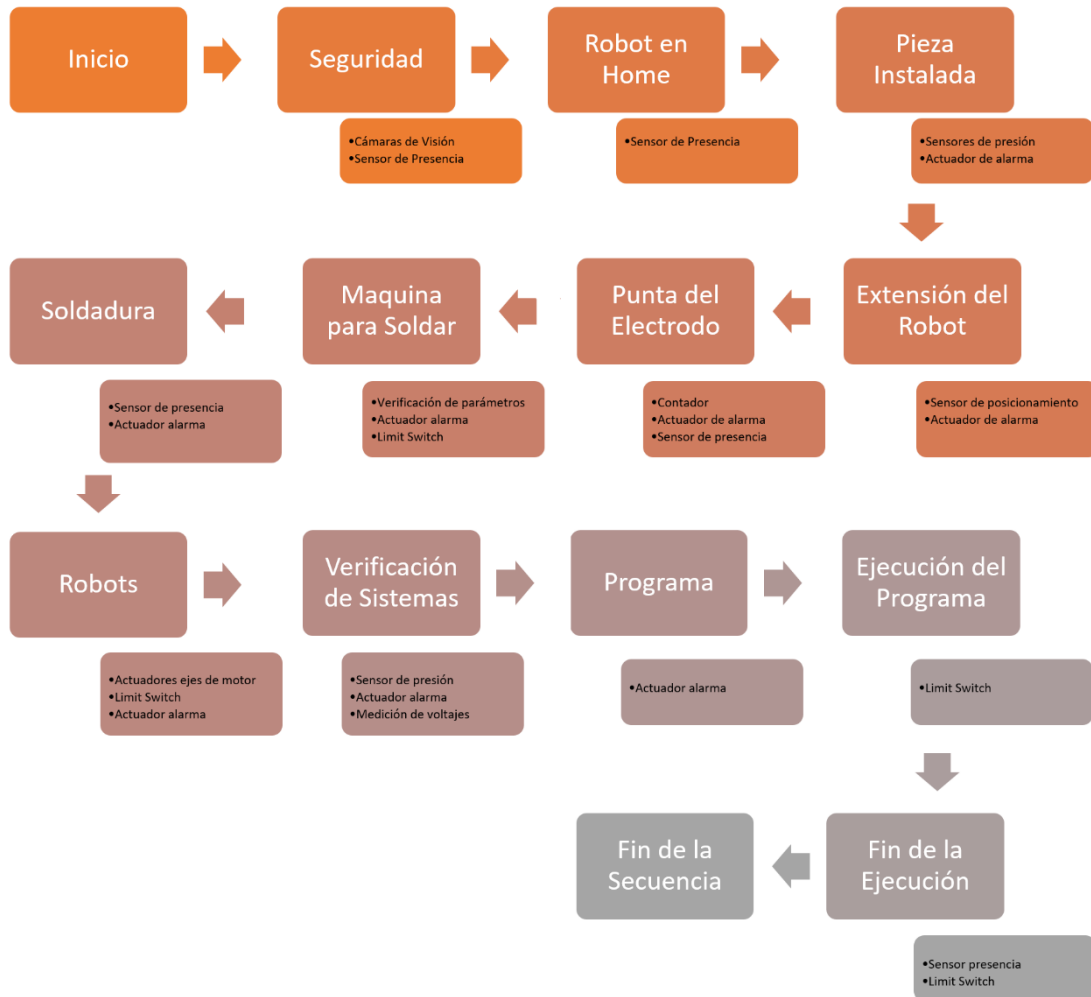 Inicio
Seguridad
•Cámaras de Visión
•Sensor de Presencia
Robot en
Home
•Sensor de Presencia
Pieza
Instalada
•Sensores de presión
•Actuador de alarma
Extensión del
Robot
•Sensor de posicionamiento
•Actuador de alarma
Punta del
Electrodo
•Contador
•Actuador de alarma
•Sensor de presencia
Maquina
para Soldar
•Verificación de parámetros
•Actuador alarma
•Limit Switch
Soldadura
•Sensor de presencia
•Actuador alarma
Robots
•Actuadores ejes de motor
•Limit Switch
•Actuador alarma
Verificación
de Sistemas
•Sensor de presión
•Actuador alarma
•Medición de voltajes
Programa
•Actuador alarma
Ejecución del
Programa
•Limit Switch
Fin de la
Ejecución
•Sensor presencia
•Limit Switch
Fin de la
Secuencia